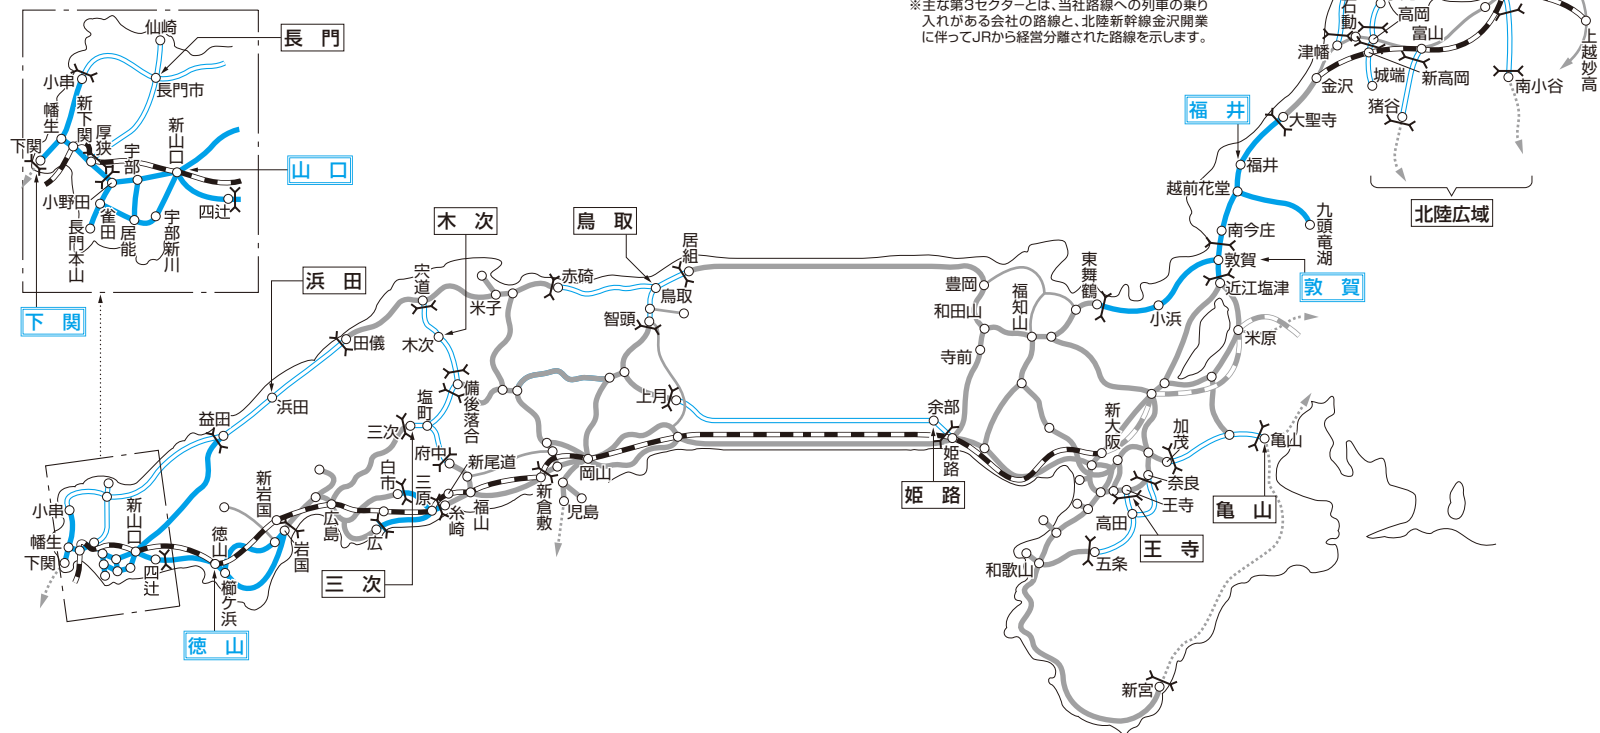 ※主な第3セクターとは、当社路線への列車の乗り
入れがある会社の路線と、北陸新幹線金沢開業
に伴ってJRから経営分離された路線を示します。
仙崎
長門
小串
長門市
幡生
新下関
厚狭
宇部
新山口
下関
山口
小野田
雀田
長門本山
居能
宇部新川
四辻
下関
石動
高岡
富山
津幡
金沢
城端
新高岡
猪谷
南小谷
上越妙高
北陸広域
福井
大聖寺
福井
越前花堂
九頭竜湖
南今庄
敦賀
敦賀
近江塩津
米原
小浜
東舞鶴
豊岡
和田山
福知山
寺前
木次
鳥取
居組
浜田
宍道
米子
赤碕
鳥取
智頭
田儀
木次
備後落合
塩町
三次
府中
上月
余部
姫路
姫路
新大阪
加茂
亀山
亀山
奈良
王寺
高田
王寺
五条
和歌山
新宮
浜田
益田
小串
幡生
下関
新山口
四辻
徳山
櫛ケ浜
徳山
新岩国
岩国
広島
白市
広
三原
糸崎
新尾道
福山
新倉敷
児島
岡山
三次